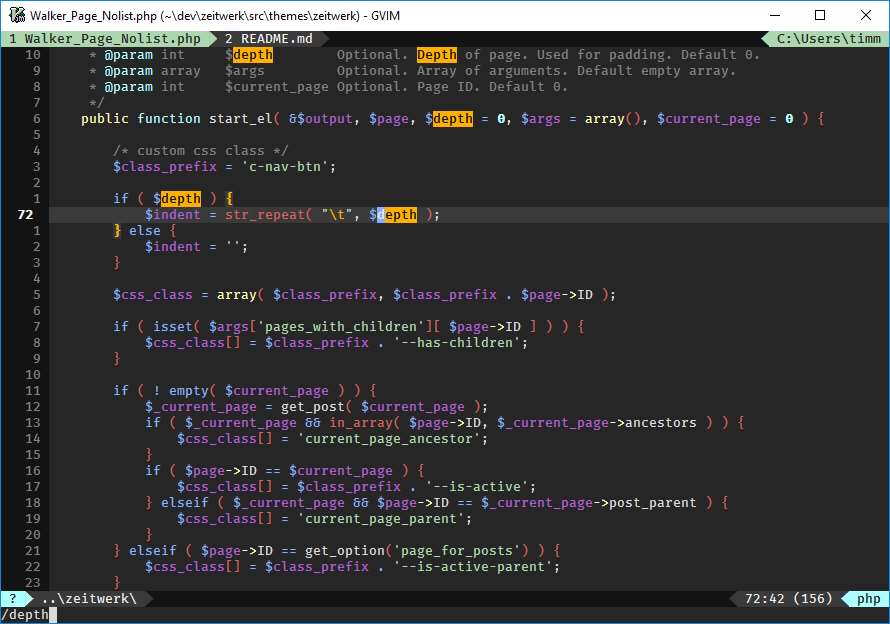 Walker_Page_Nolist.php (~\dev\zeitwerk\src\themes\zeitwerk) - GVIM
1 Walker_Page_Nolist.php 2 README.md C:\Users\timm
10 * @param int $depth Optional. Depth of page. Used for padding. Default 0.
9 * @param array $args Optional. Array of arguments. Default empty array.
8 * @param int $current_page Optional. Page ID. Default 0.
7 */
6 public function start_el( &$output, $page, $depth = 0, $args = array(), $current_page = 0 ) {
5
4 /* custom css class */
3 $class_prefix = 'c-nav-btn';
2
1 if ( $depth ) {
72 $indent = str_repeat( "\t", $depth );
1 } else {
2 $indent = '';
3 }
4
5 $css_class = array( $class_prefix, $class_prefix . $page->ID );
6
7 if ( isset( $args['pages_with_children'][ $page->ID ] ) ) {
8 $css_class[] = $class_prefix . '--has-children';
9 }
10
11 if ( ! empty( $current_page ) ) {
12 $_current_page = get_post( $current_page );
13 if ( $_current_page && in_array( $page->ID, $_current_page->ancestors ) ) {
14 $css_class[] = 'current_page_ancestor';
15 }
16 if ( $page->ID == $current_page ) {
17 $css_class[] = $class_prefix . '--is-active';
18 } elseif ( $_current_page && $page->ID == $_current_page->post_parent ) {
19 $css_class[] = 'current_page_parent';
20 }
21 } elseif ( $page->ID == get_option('page_for_posts') ) {
22 $css_class[] = $class_prefix . '--is-active-parent';
23 }
? ..\zeitwerk\ 72:42 (156) php
/depth